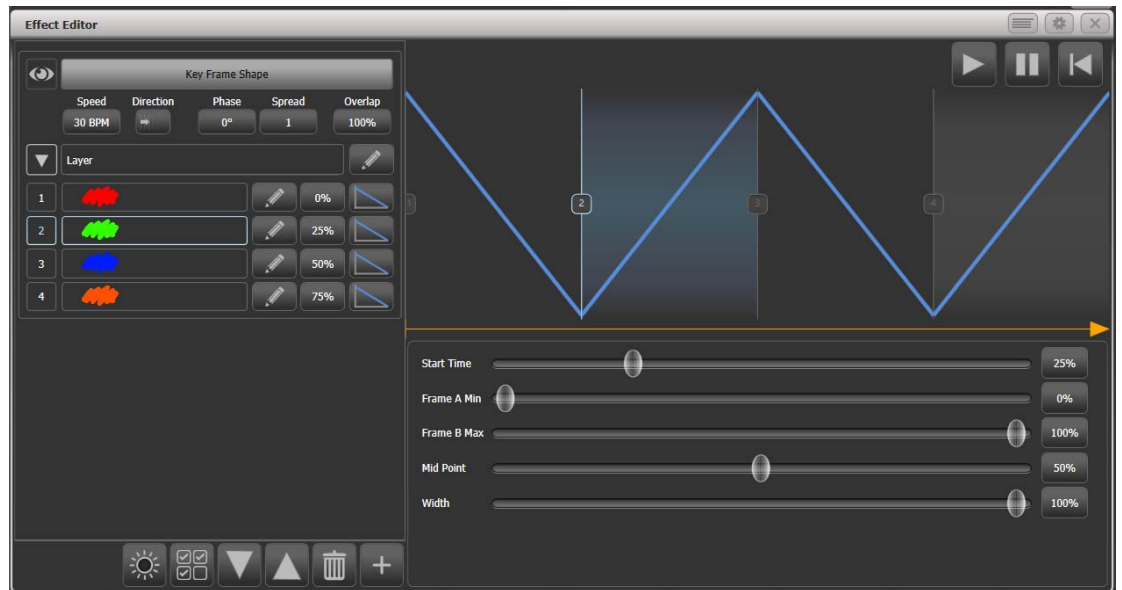 Effect Editor
Key Frame Shape
Speed Direction Phase Spread Overlap
30 BPM 0° 1 100%
Layer
1 0%
2 25%
3 50%
4 75%
1 2 3 4
Start Time 25%
Frame A Min 0%
Frame B Max 100%
Mid Point 50%
Width 100%